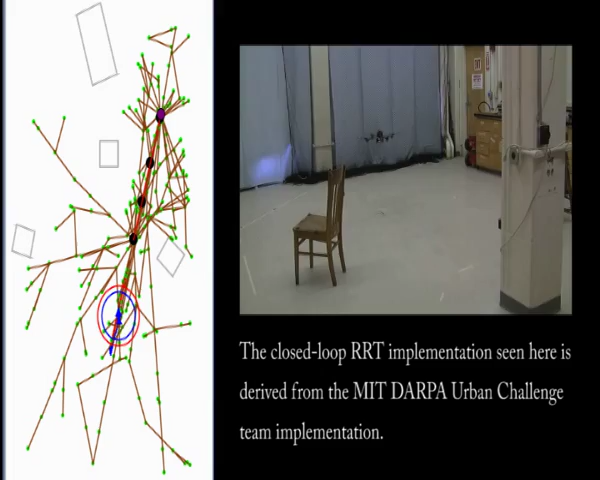 The closed-loop RRT implementation seen here is
derived from the MIT DARPA Urban Challenge
team implementation.